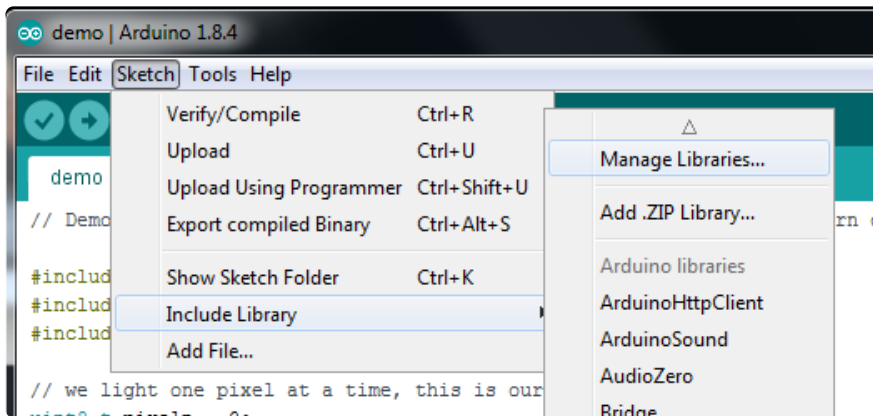 demo | Arduino 1.8.4
File Edit Sketch Tools Help
Verify/Compile Ctrl+R
Upload Ctrl+U
Upload Using Programmer Ctrl+Shift+U
Export compiled Binary Ctrl+Alt+S
Show Sketch Folder Ctrl+K
Include Library
Add File...
Manage Libraries...
Add .ZIP Library...
Arduino libraries
ArduinoHttpClient
ArduinoSound
AudioZero
Bridge
demo
// Demo
#includ
#includ
#includ
// we light one pixel at a time, this is our